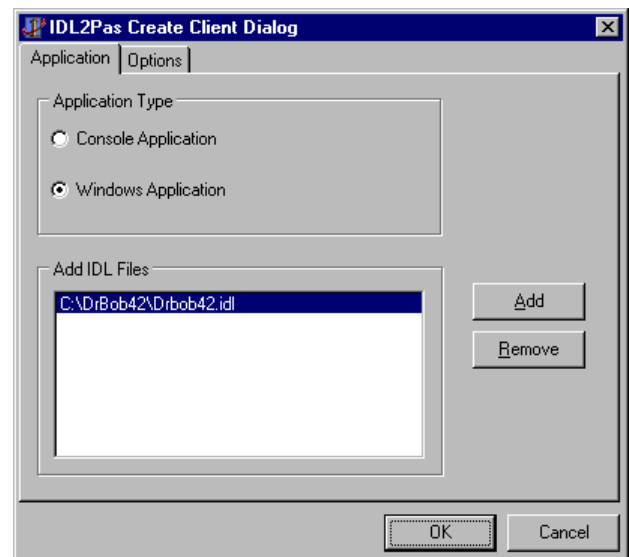 IDL2Pas Create Client Dialog
Application Options
Application Type
Console Application
Windows Application
Add IDL Files
C:\DrBob42\Drbob42.idl
Add
Remove
OK Cancel